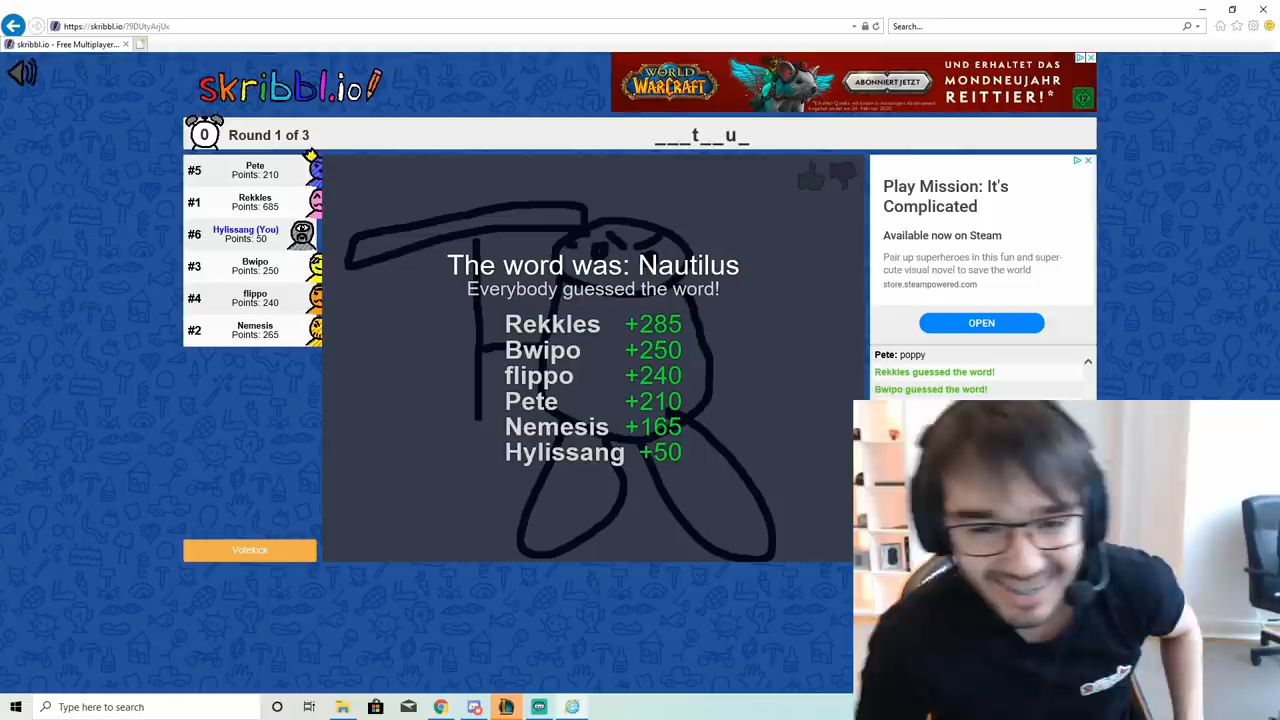 https://skribbl.io/?9DUtyArjUx
Search...
skribbl.io - Free Multiplayer...
skribbl.io!
WORLD
WARCRAFT
ABONNIERT JETZT
UND ERHALTET DAS
MONDNEUJAHR
REITTIER!*
0
Round 1 of 3
___t__u_
#5
Pete
Points: 210
#1
Rekkles
Points: 685
#6
Hylissang (You)
Points: 50
#3
Bwipo
Points: 250
#4
flippo
Points: 240
#2
Nemesis
Points: 265
Votekick
The word was: Nautilus
Everybody guessed the word!
Rekkles +285
Bwipo +250
flippo +240
Pete +210
Nemesis +165
Hylissang +50
Play Mission: It's
Complicated
Available now on Steam
Pair up superheroes in this fun and super-
cute visual novel to save the world
store.steampowered.com
OPEN
Pete: poppy
Rekkles guessed the word!
Bwipo guessed the word!
Type here to search